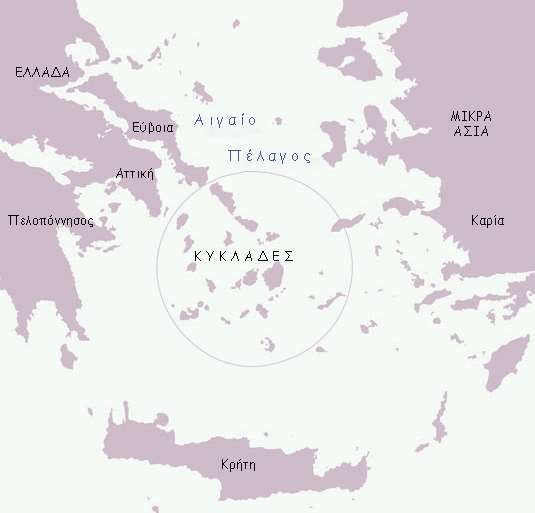 ΕΛΛΑΔΑ
Αιγαίο
ΜΙΚΡΑ
ΑΣΙΑ
Εύβοια
Πέλαγος
Αττική
Πελοπόννησος
Καρία
ΚΥΚΛΑΔΕΣ
Κρήτη